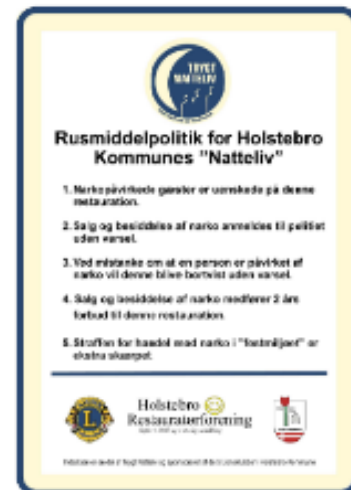 TRYGT
NATTELIV
Rusmiddelpolitik for Holstebro
Kommunes "Natteliv"
1. Narkopåvirkede gæster er uønskede på denne
restauration.
2. Salg og besiddelse af narko anmeldes til politiet
uden varsel.
3. Ved mistanke om at en person er påvirket af
narko vil denne blive bortvist uden varsel.
4. Salg og besiddelse af narko medfører 2 års
forbud til denne restauration.
5. Straffen for handel med narko i "festmiljøet" er
ekstra skærpet.
Holstebro
Restauratørforening